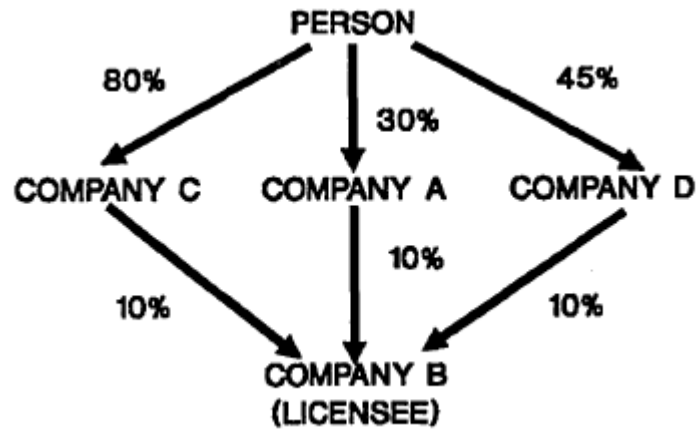 PERSON
80%
45%
30%
COMPANY C
COMPANY A
COMPANY D
10%
10%
10%
COMPANY B
(LICENSEE)